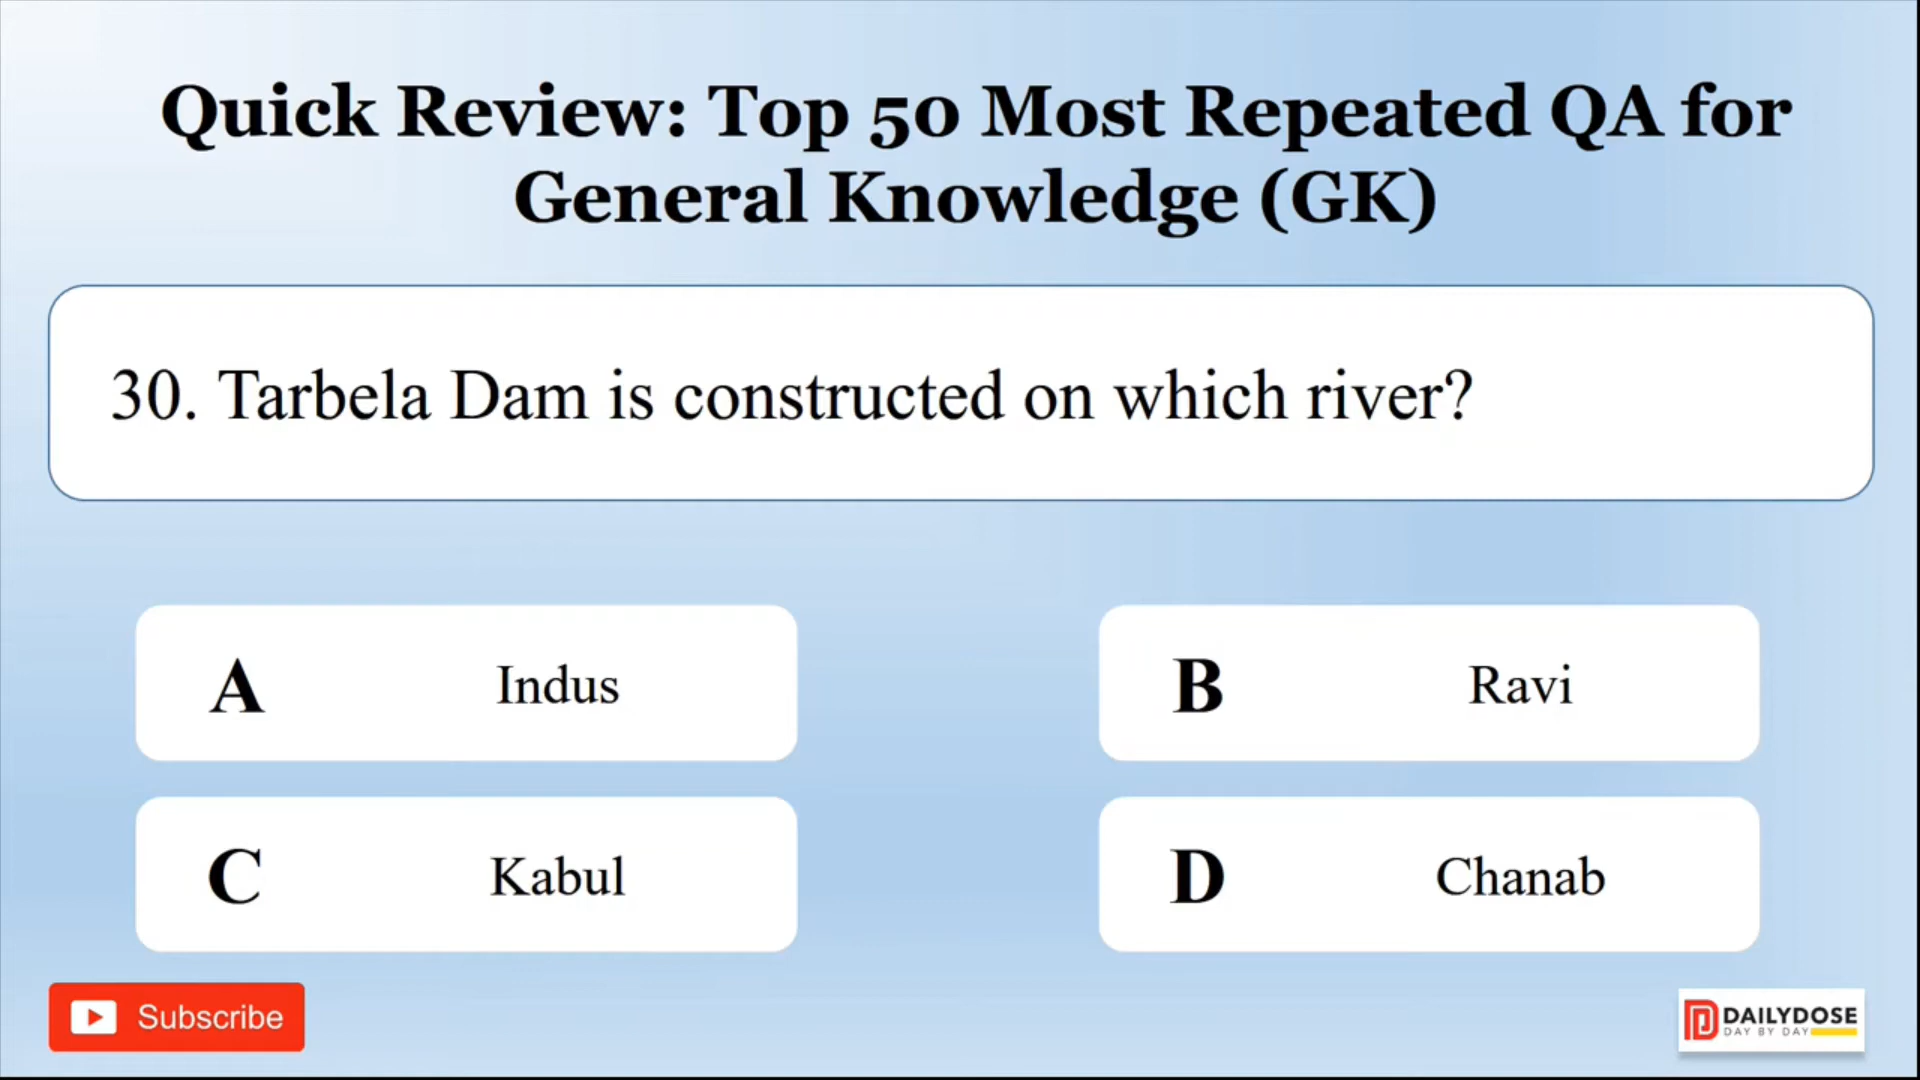 Quick Review: Top 50 Most Repeated QA for
General Knowledge (GK)
30. Tarbela Dam is constructed on which river?
A Indus
B Ravi
C Kabul
D Chanab
Subscribe
DAILYDOSE
DAY BY DAY